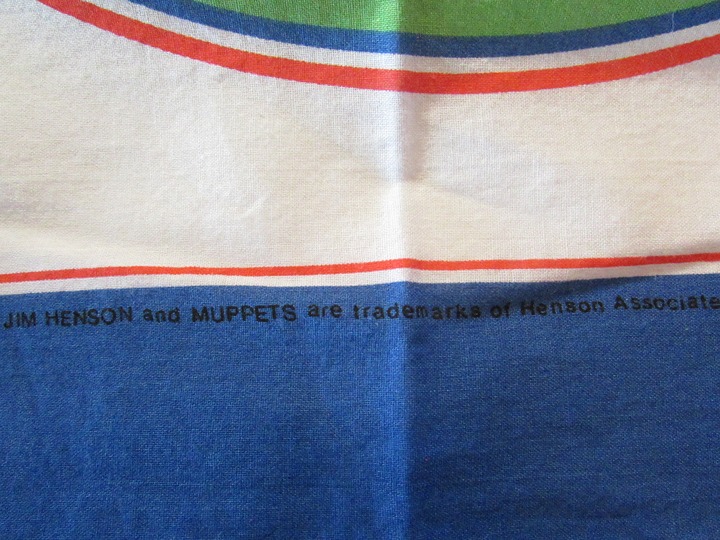 JIM HENSON and MUPPETS are trademarks of Henson Associate